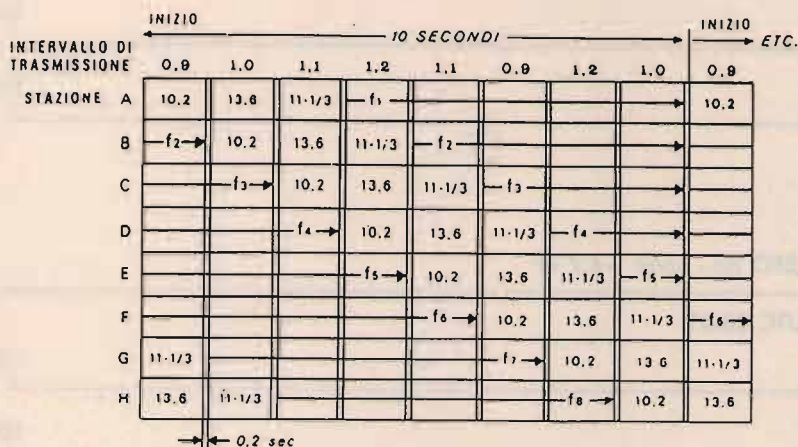 INIZIO INIZIO
10 SECONDI ETC.
INTERVALLO DI
TRASMISSIONE 0,9 1,0 1,1 1,2 1,1 0,9 1,2 1,0 0,9
STAZIONE A 10,2 13,6 11-1/3 f1 10,2
B f2 10,2 13,6 11-1/3 f2
C f3 10,2 13,6 11-1/3 f3
D f4 10,2 13,6 11-1/3 f4
E f5 10,2 13,6 11-1/3 f5
F f6 10,2 13,6 11-1/3 f6
G 11-1/3 f7 10,2 13 6 11-1/3
H 13,6 11-1/3 f8 10,2 13,6
0,2 sec